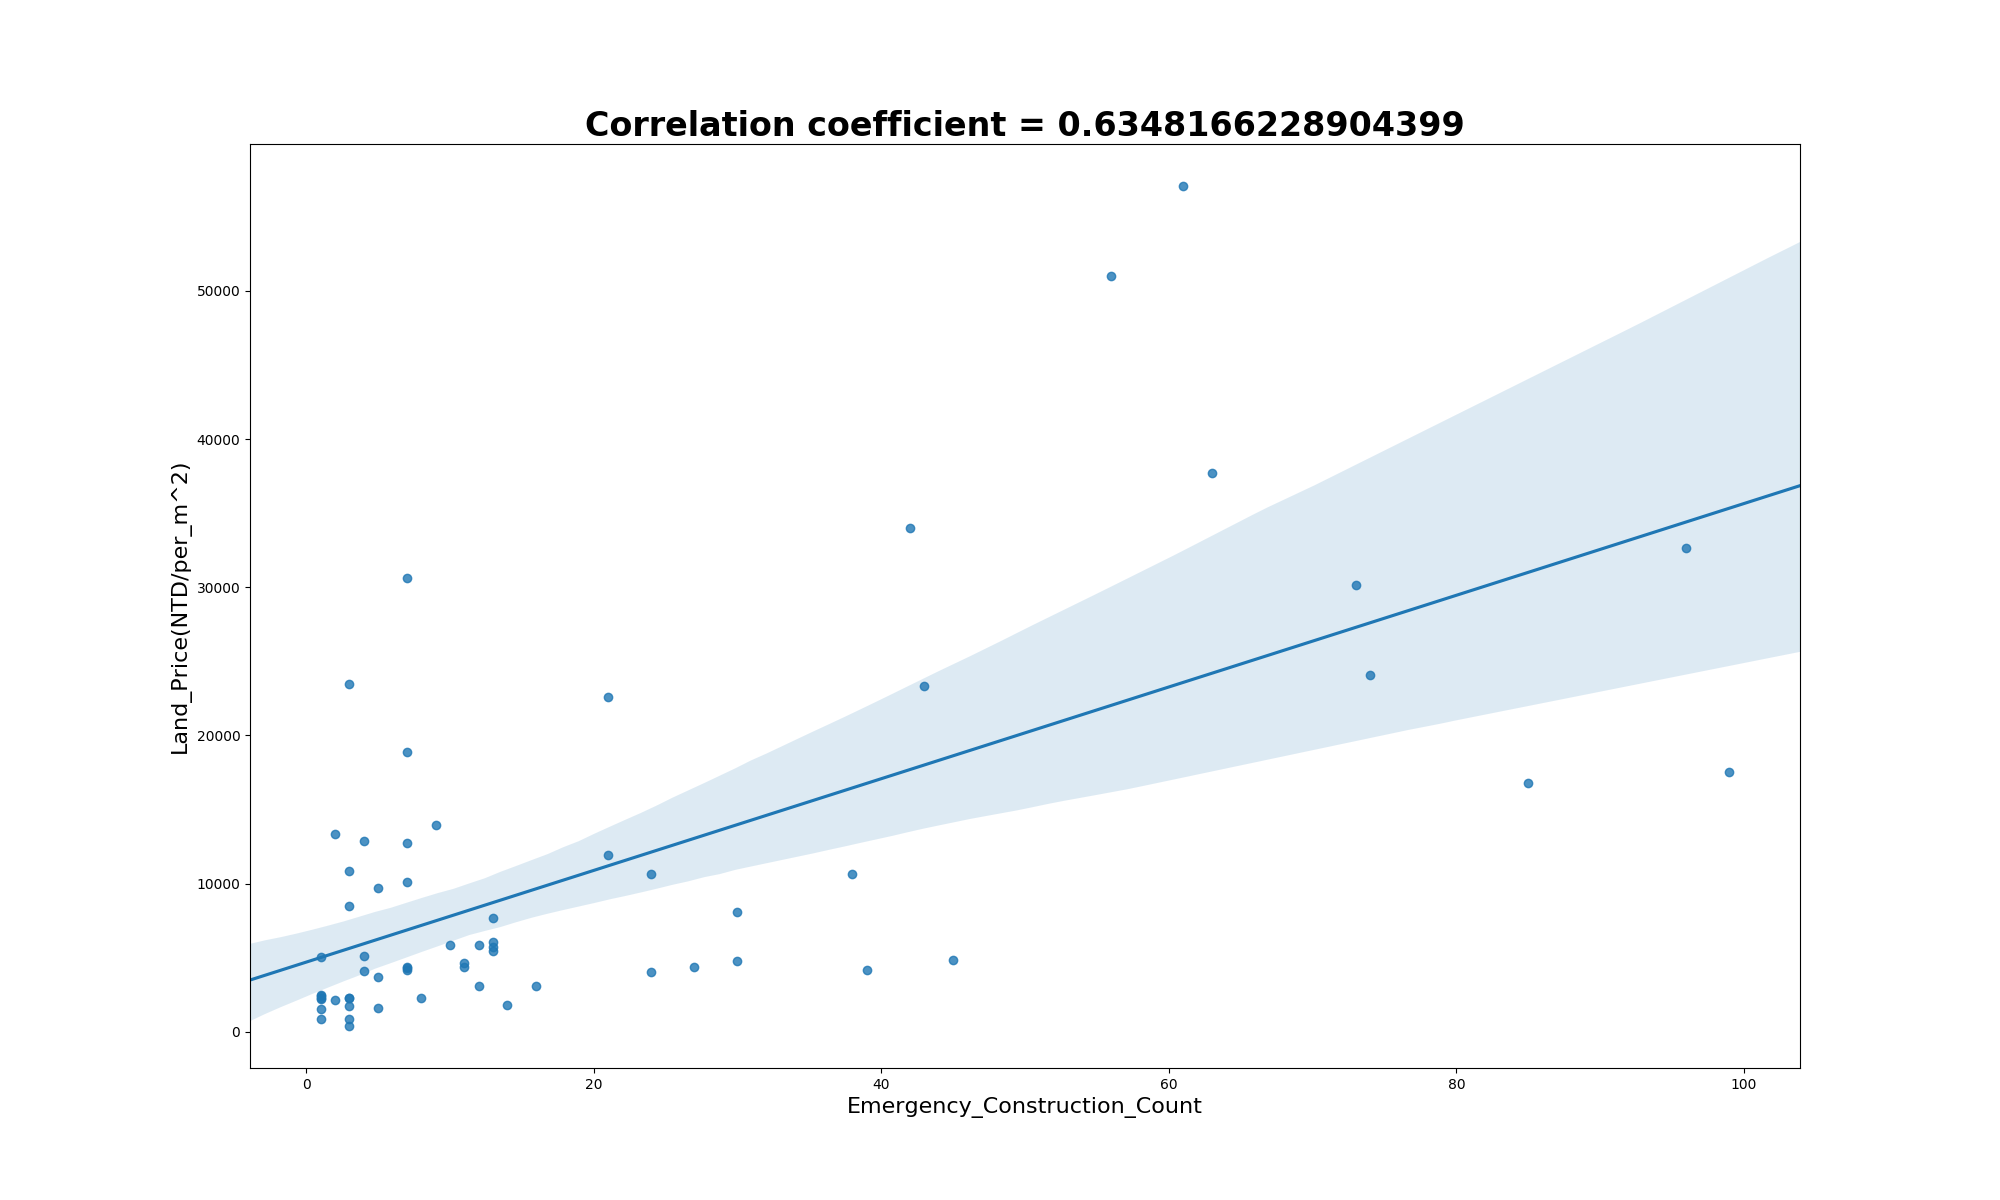 Correlation coefficient = 0.6348166228904399
50000
40000
30000
20000
10000
0
Land_Price(NTD/per_m^2)
0 20 40 60 80 100
Emergency_Construction_Count